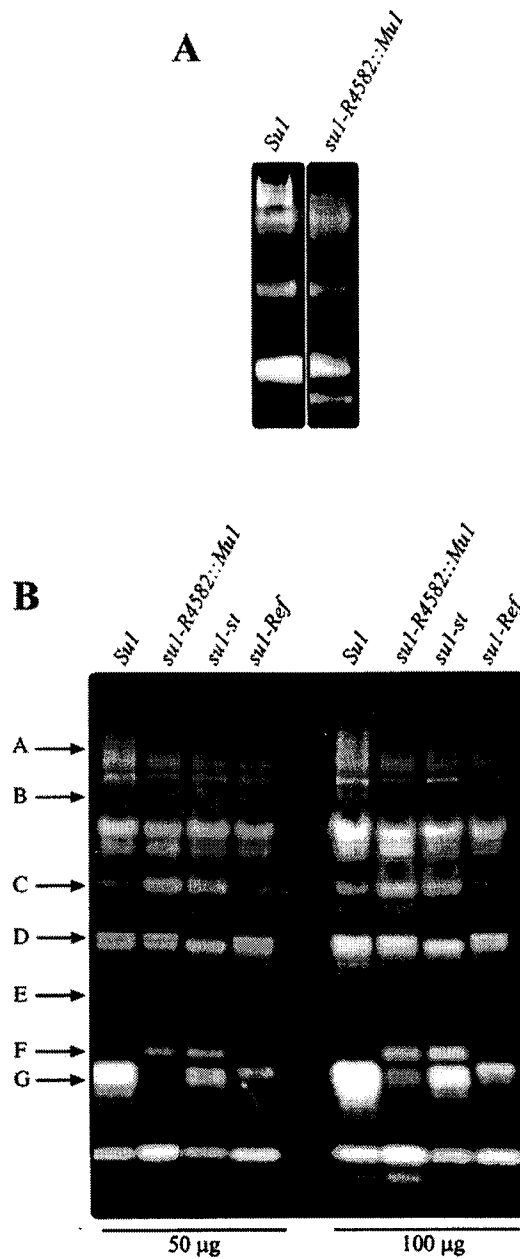 A
Su1
su1-R4582::Mu1
B
Su1
su1-R4582::Mu1
su1-st
su1-Ref
Su1
su1-R4582::Mu1
su1-st
su1-Ref
A
B
C
D
E
F
G
50 µg
100 µg